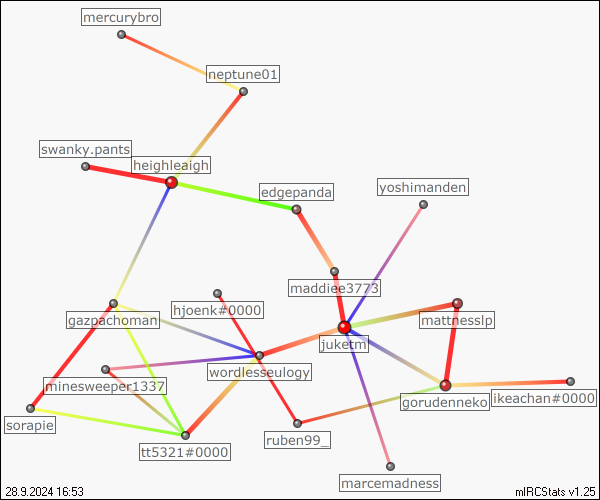 mercurybro
neptune01
swanky.pants
heighleaigh
edgepanda
yoshimanden
maddiee3773
hjoenk#0000
gazpachoman
mattnesslp
juketm
wordlesseulogy
minesweeper1337
gorudenneko
ikeachan#0000
sorapie
ruben99_
tt5321#0000
marcemadness
28.9.2024 16:53
mIRCStats v1.25